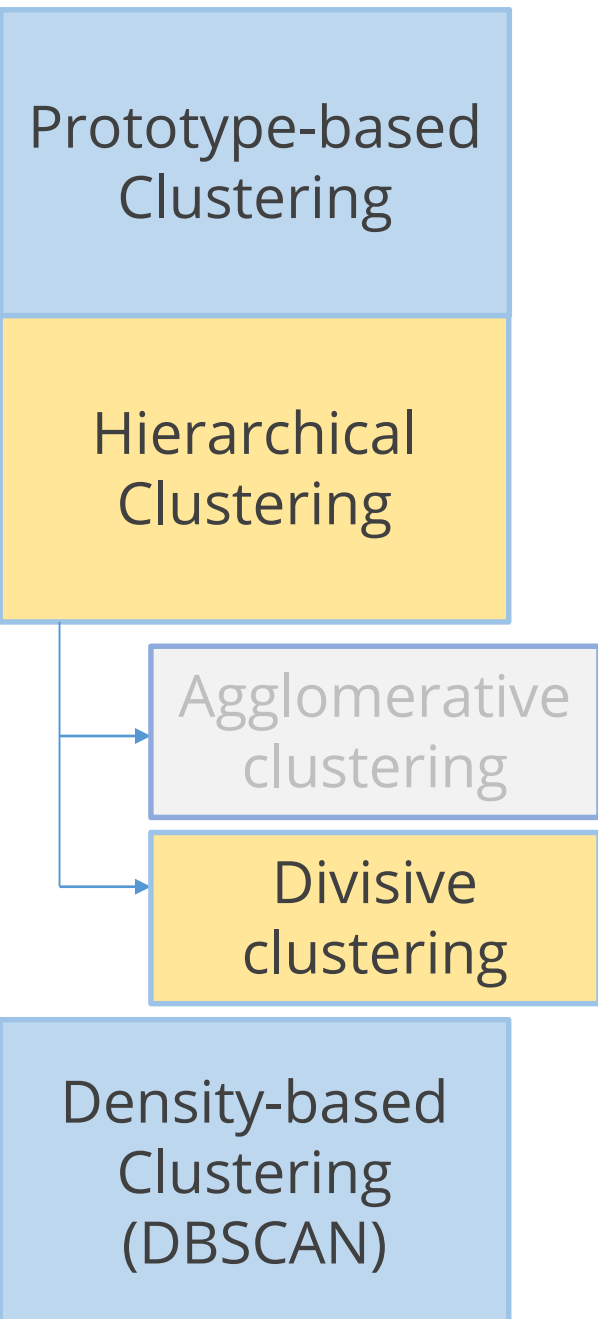 Prototype-based
Clustering
Hierarchical
Clustering
Agglomerative
clustering
Divisive
clustering
Density-based
Clustering
(DBSCAN)